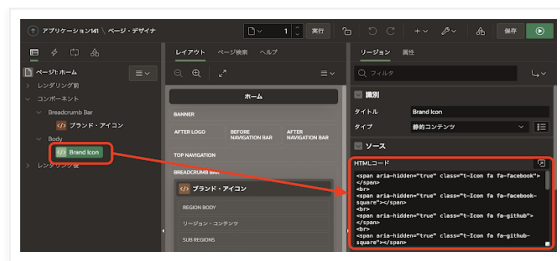 アプリケーション141 \ ページ・デザイナ
1
実行
保存
ページ1: ホーム
レンダリング前
コンポーネント
Breadcrumb Bar
ブランド・アイコン
Body
Brand Icon
レンダリング後
レイアウト ページ検索 ヘルプ
ホーム
BANNER
AFTER LOGO
BEFORE NAVIGATION BAR
AFTER NAVIGATION BAR
TOP NAVIGATION
BREADCRUMB BAR
ブランド・アイコン
REGION BODY
リージョン・コンテンツ
SUB REGIONS
リージョン 属性
フィルタ
識別
タイトル Brand Icon
タイプ 静的コンテンツ
ソース
HTMLコード
<span aria-hidden="true" class="t-Icon fa fa-facebook">
</span>
<br>
<span aria-hidden="true" class="t-Icon fa fa-facebook-
square"></span>
<br>
<span aria-hidden="true" class="t-Icon fa fa-github">
</span>
<br>
<span aria-hidden="true" class="t-Icon fa fa-github-
square"></span>